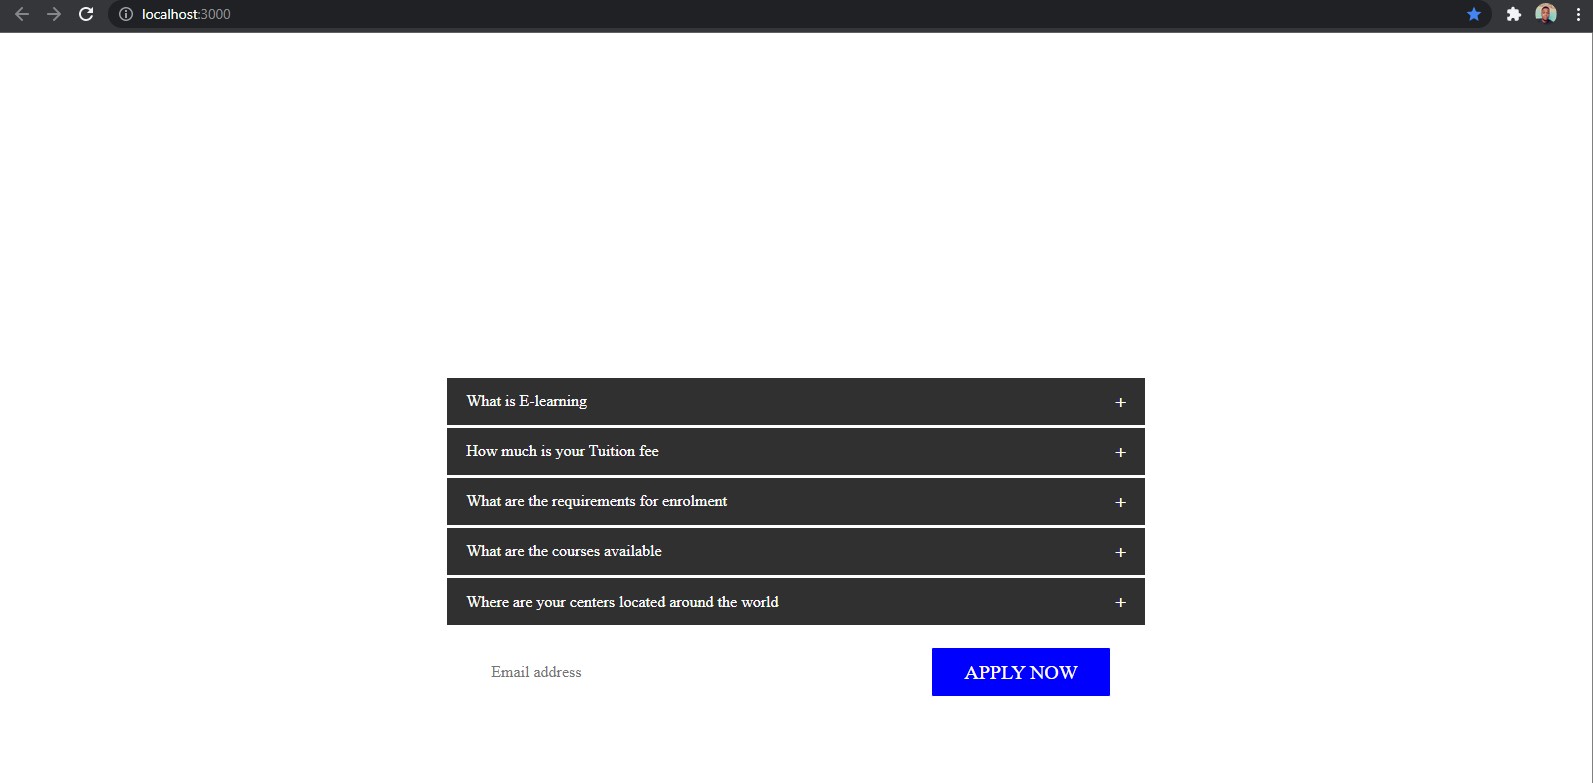 localhost:3000
What is E-learning +
How much is your Tuition fee +
What are the requirements for enrolment +
What are the courses available +
Where are your centers located around the world +
Email address APPLY NOW